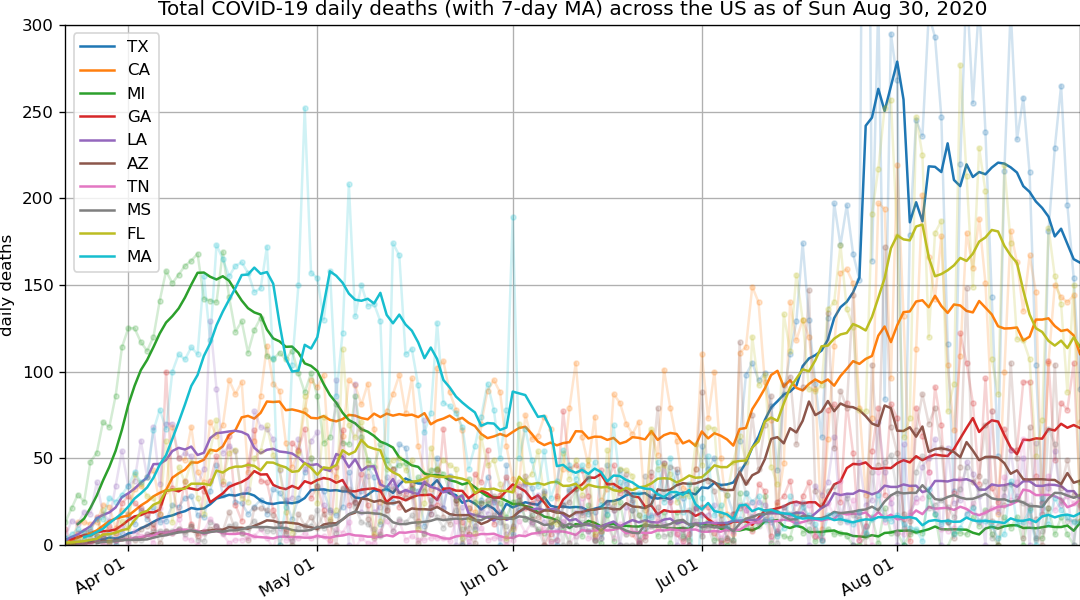 Total COVID-19 daily deaths (with 7-day MA) across the US as of Sun Aug 30, 2020
daily deaths
300
250
200
150
100
50
0
TX
CA
MI
GA
LA
AZ
TN
MS
FL
MA
Apr 01
May 01
Jun 01
Jul 01
Aug 01